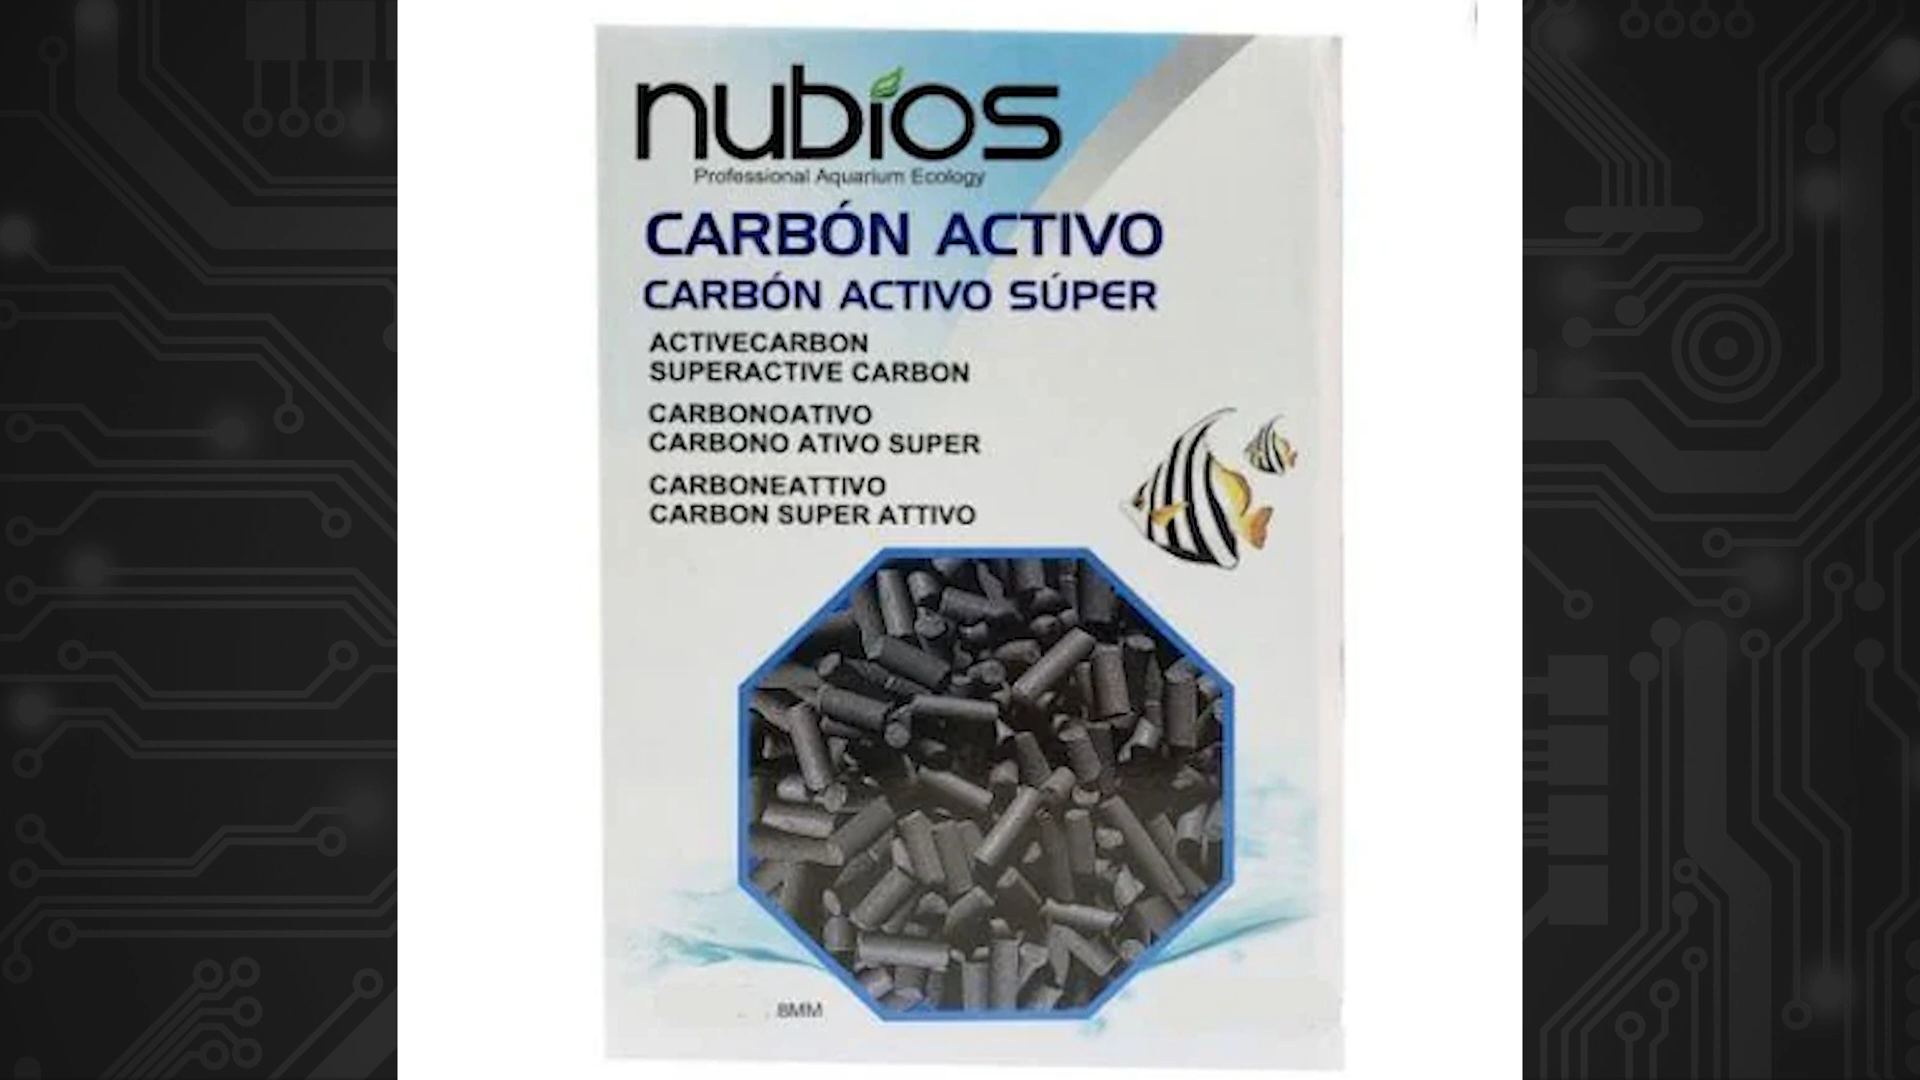 nubios
Professional Aquarium Ecology
CARBÓN ACTIVO
CARBÓN ACTIVO SÚPER
ACTIVECARBON
SUPERACTIVE CARBON
CARBONOATIVO
CARBONO ATIVO SUPER
CARBONEATTIVO
CARBON SUPER ATTIVO
8MM